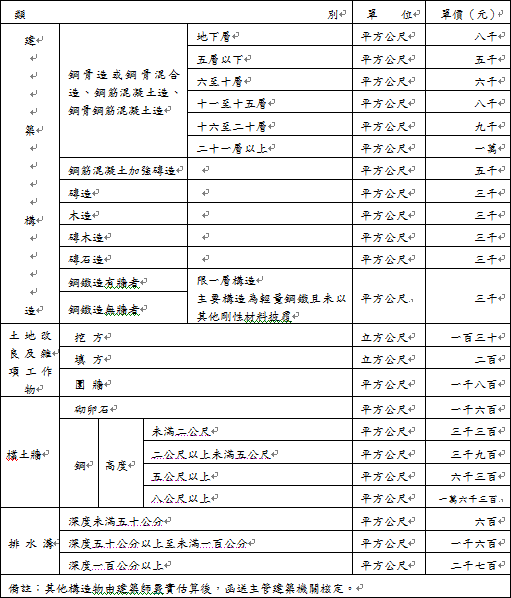 類 別 單 位 單價（元）
建 築 構 造
鋼骨造或鋼骨混合
造、鋼筋混凝土造、
鋼骨鋼筋混凝土造
地下層 平方公尺 八千
五層以下 平方公尺 五千
六至十層 平方公尺 六千
十一至十五層 平方公尺 八千
十六至二十層 平方公尺 九千
二十一層以上 平方公尺 一萬
鋼筋混凝土加強磚造 平方公尺 五千
磚造 平方公尺 三千
木造 平方公尺 三千
磚木造 平方公尺 三千
磚石造 平方公尺 三千
鋼鐵造有牆者
鋼鐵造無牆者
限一層構造
主要構造為輕量鋼鐵且未以
其他剛性材料披覆
平方公尺 三千
土地改
良及雜
項工作
物
挖方 立方公尺 一百三十
填方 立方公尺 二百
圍牆 平方公尺 一千八百
檔土牆
砌卵石 平方公尺 一千六百
鋼 高度
未滿二公尺 平方公尺 三千三百
二公尺以上未滿五公尺 平方公尺 三千九百
五公尺以上 平方公尺 六千三百
八公尺以上 平方公尺 一萬六千三百
排水溝
深度未滿五十公分 平方公尺 六百
深度五十公分以上至未滿一百公分 平方公尺 一千六百
深度一百公分以上 平方公尺 二千七百
備註：其他構造物由建築師覈實估算後，函送主管建築機關核定。